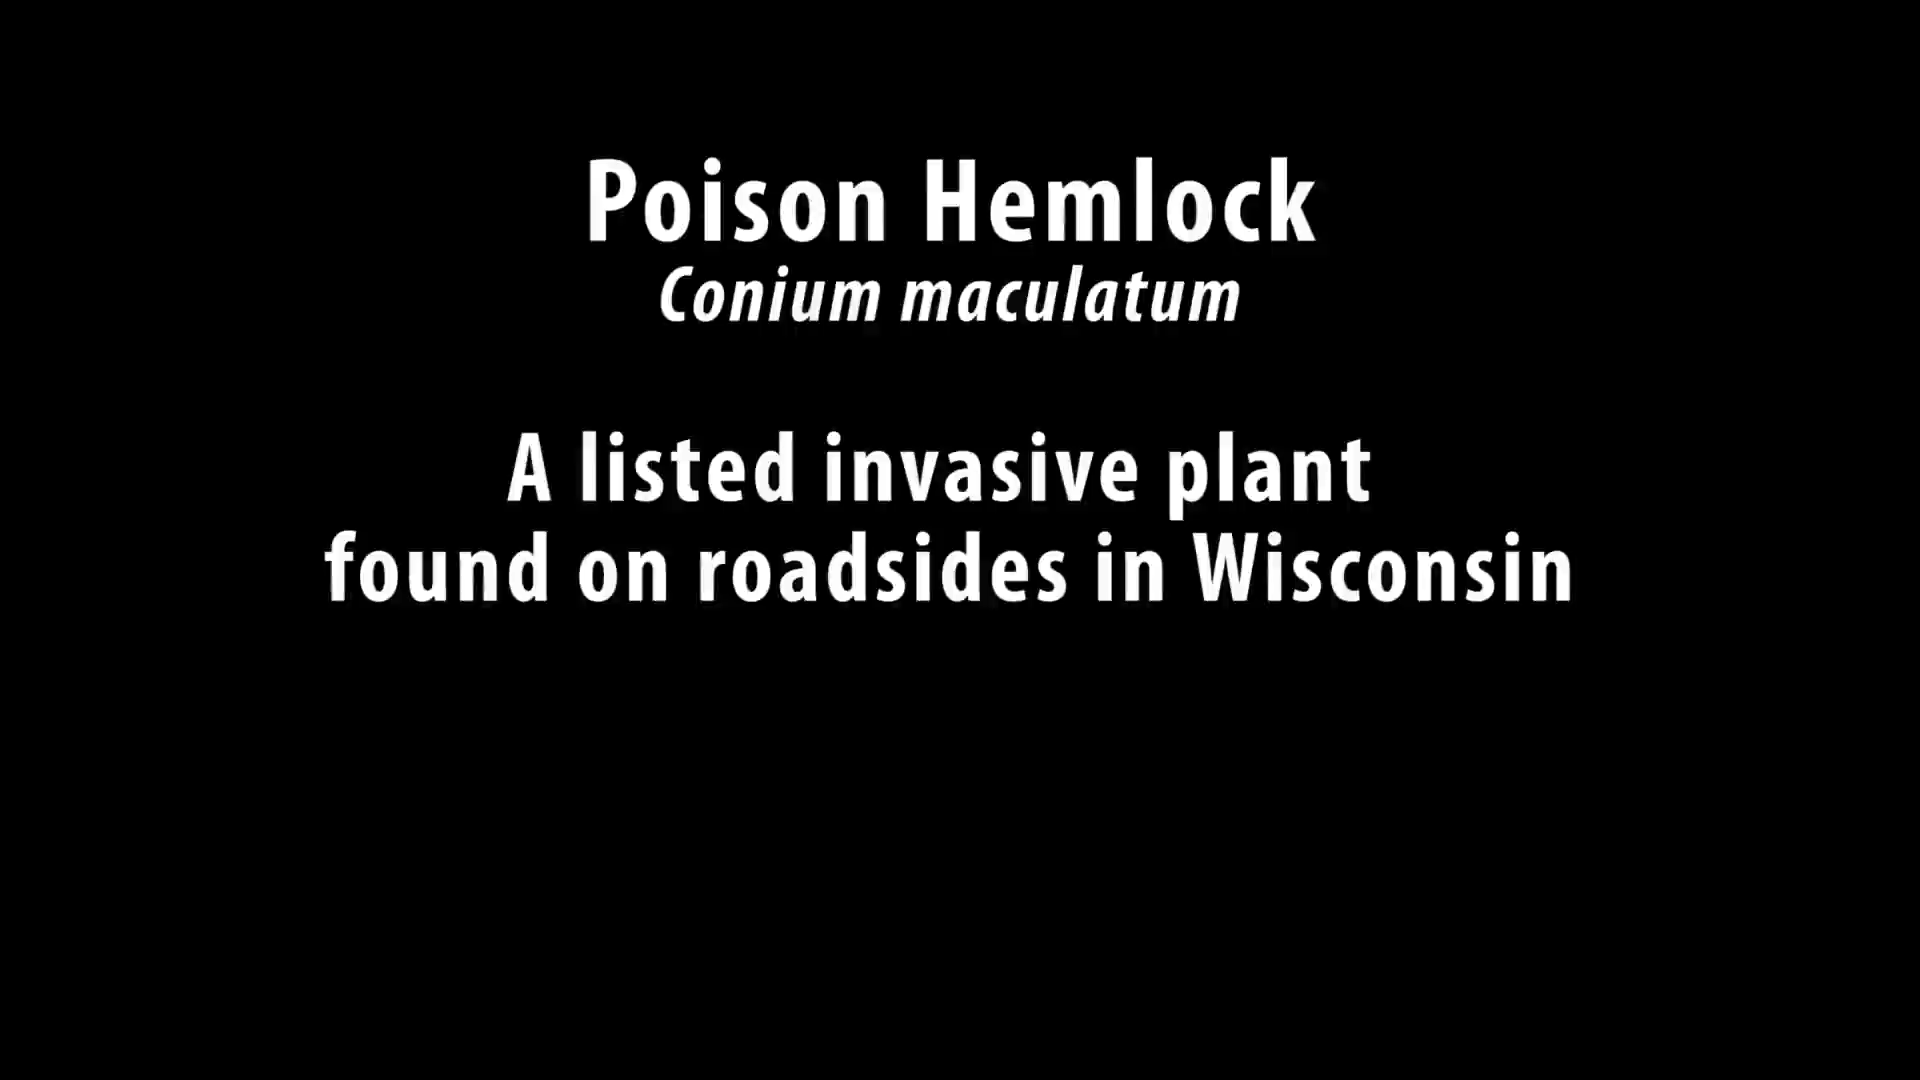 Poison Hemlock
Conium maculatum
A listed invasive plant
found on roadsides in Wisconsin